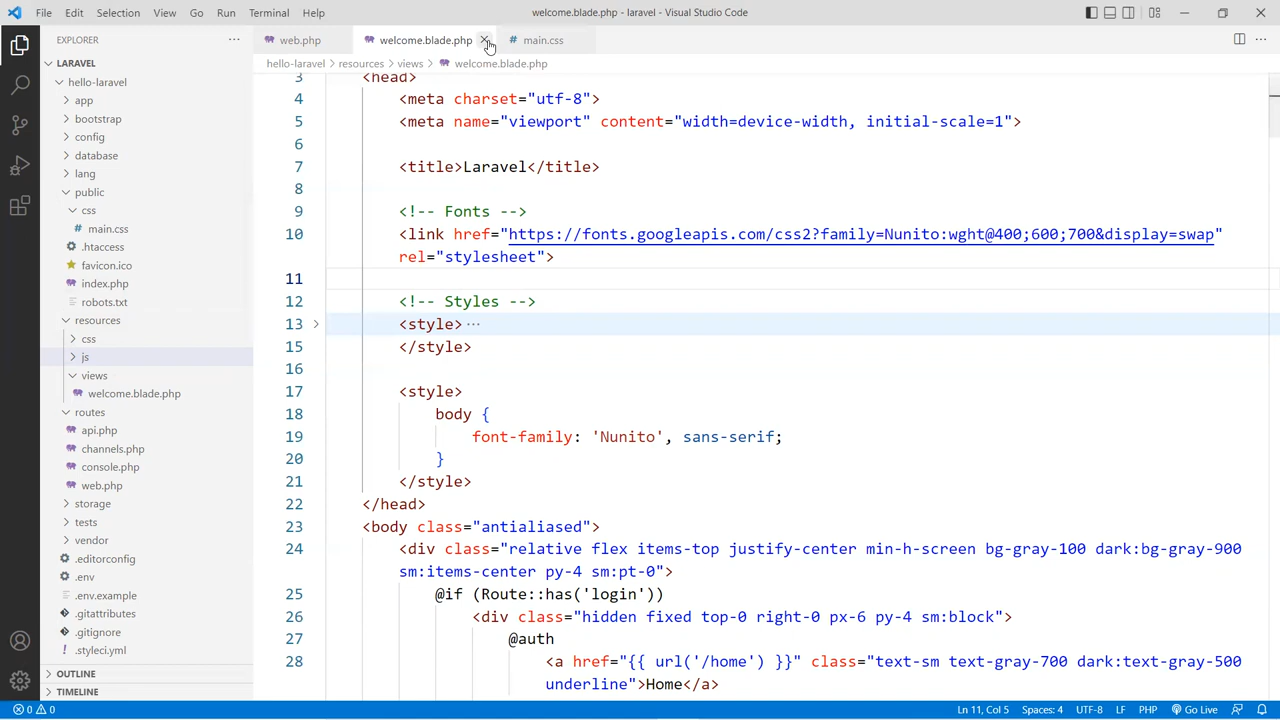 File Edit Selection View Go Run Terminal Help welcome.blade.php - laravel - Visual Studio Code
EXPLORER ···
LARAVEL
hello-laravel
app
bootstrap
config
database
lang
public
css
# main.css
.htaccess
favicon.ico
index.php
robots.txt
resources
css
js
views
welcome.blade.php
routes
api.php
channels.php
console.php
web.php
storage
tests
vendor
.editorconfig
.env
.env.example
.gitattributes
.gitignore
.styleci.yml
OUTLINE
TIMELINE
web.php welcome.blade.php # main.css
hello-laravel > resources > views > welcome.blade.php
3 <head>
4 <meta charset="utf-8">
5 <meta name="viewport" content="width=device-width, initial-scale=1">
6
7 <title>Laravel</title>
8
9 <!-- Fonts -->
10 <link href="https://fonts.googleapis.com/css2?family=Nunito:wght@400;600;700&display=swap"
rel="stylesheet">
11
12 <!-- Styles -->
13 <style> ···
15 </style>
16
17 <style>
18 body {
19 font-family: 'Nunito', sans-serif;
20 }
21 </style>
22 </head>
23 <body class="antialiased">
24 <div class="relative flex items-top justify-center min-h-screen bg-gray-100 dark:bg-gray-900
sm:items-center py-4 sm:pt-0">
25 @if (Route::has('login'))
26 <div class="hidden fixed top-0 right-0 px-6 py-4 sm:block">
27 @auth
28 <a href="{{ url('/home') }}" class="text-sm text-gray-700 dark:text-gray-500
underline">Home</a>
0 0 Ln 11, Col 5 Spaces: 4 UTF-8 LF PHP Go Live